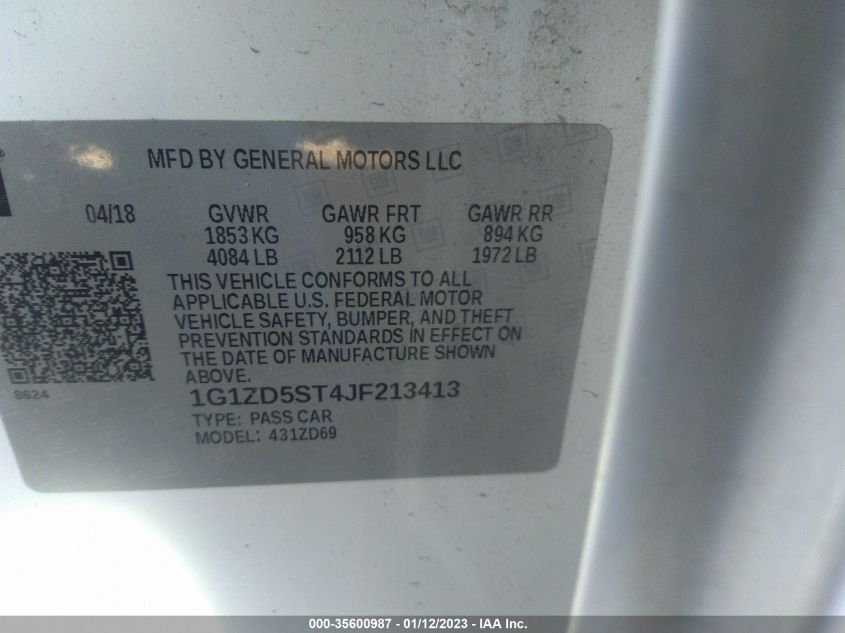 MFD BY GENERAL MOTORS LLC
04/18 GVWR GAWR FRT GAWR RR
1853 KG 958 KG 894 KG
4084 LB 2112 LB 1972 LB
THIS VEHICLE CONFORMS TO ALL
APPLICABLE U.S. FEDERAL MOTOR
VEHICLE SAFETY, BUMPER, AND THEFT
PREVENTION STANDARDS IN EFFECT ON
THE DATE OF MANUFACTURE SHOWN
ABOVE.
8624
1G1ZD5ST4JF213413
TYPE: PASS CAR
MODEL: 431ZD69
000-35600987 - 01/12/2023 - IAA Inc.